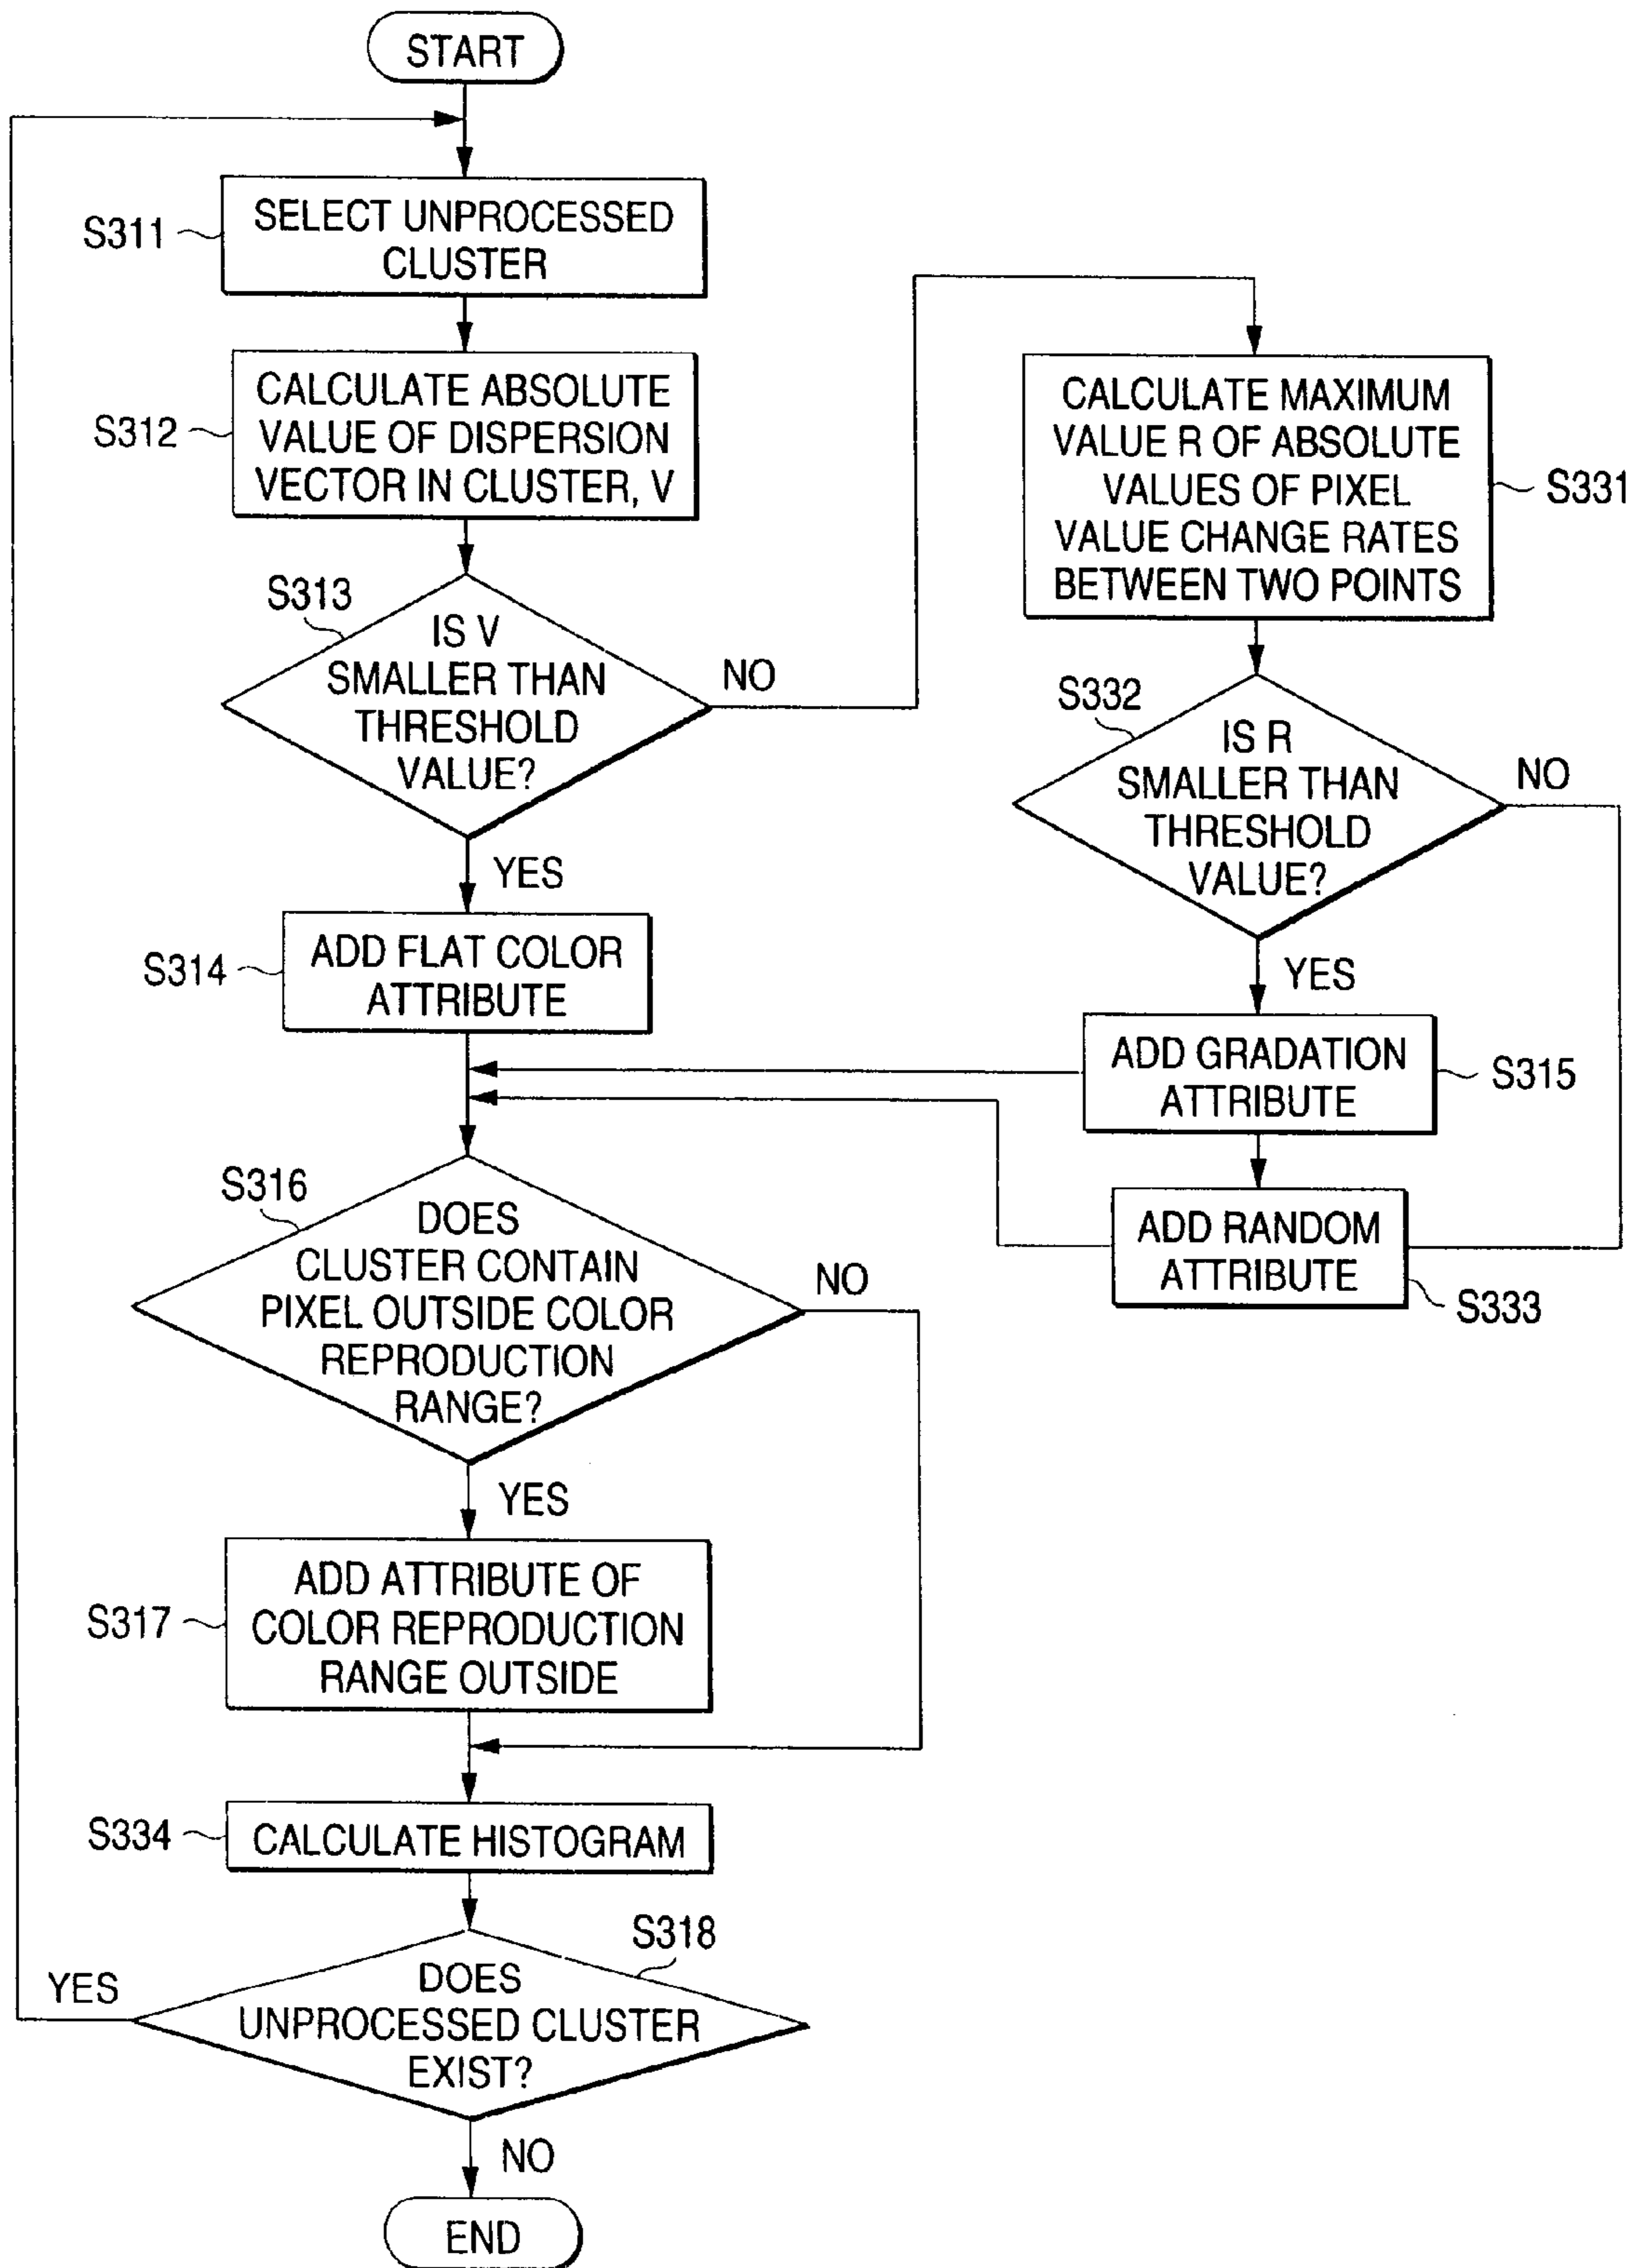 START
S311
SELECT UNPROCESSED
CLUSTER
S312
CALCULATE ABSOLUTE
VALUE OF DISPERSION
VECTOR IN CLUSTER, V
S313
IS V
SMALLER THAN
THRESHOLD
VALUE?
NO
YES
S314
ADD FLAT COLOR
ATTRIBUTE
CALCULATE MAXIMUM
VALUE R OF ABSOLUTE
VALUES OF PIXEL
VALUE CHANGE RATES
BETWEEN TWO POINTS
S331
S332
IS R
SMALLER THAN
THRESHOLD
VALUE?
NO
YES
ADD GRADATION
ATTRIBUTE
S315
ADD RANDOM
ATTRIBUTE
S333
S316
DOES
CLUSTER CONTAIN
PIXEL OUTSIDE COLOR
REPRODUCTION
RANGE?
NO
YES
S317
ADD ATTRIBUTE OF
COLOR REPRODUCTION
RANGE OUTSIDE
S334
CALCULATE HISTOGRAM
S318
DOES
UNPROCESSED CLUSTER
EXIST?
YES
NO
END